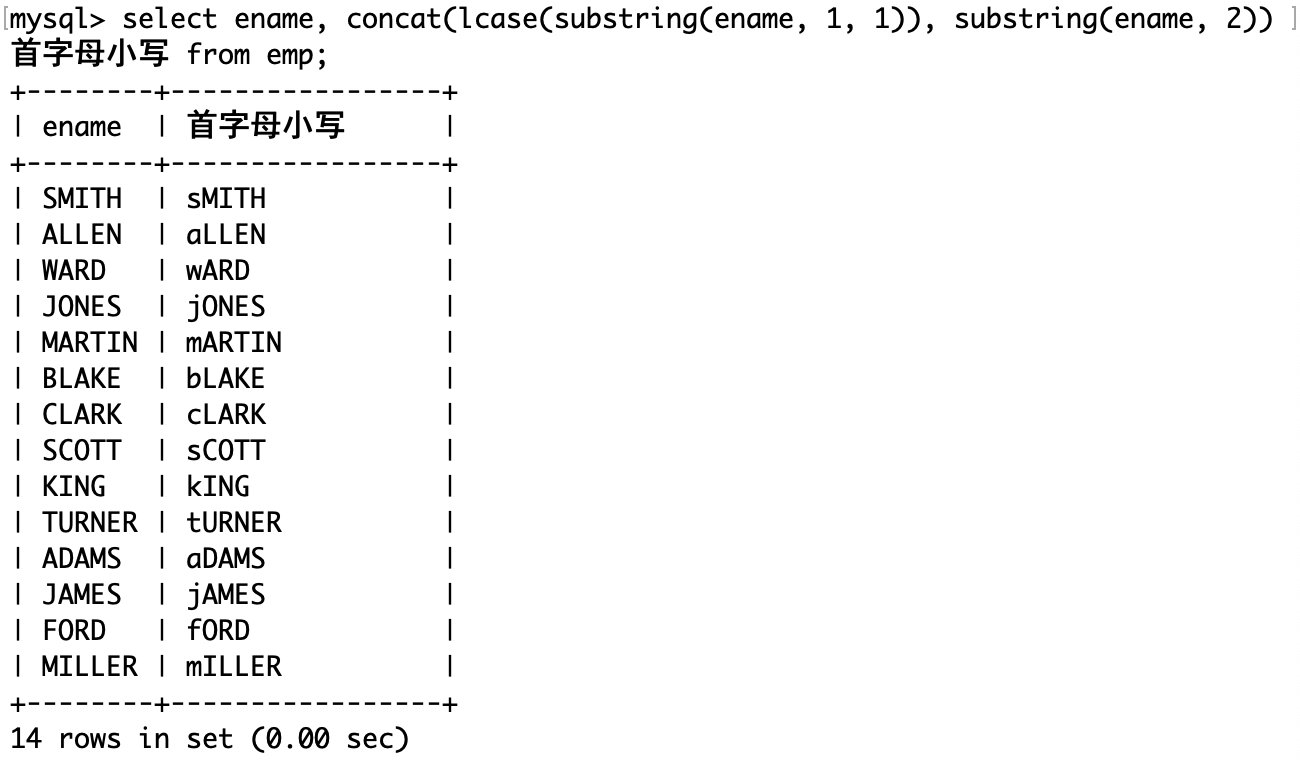 mysql> select ename, concat(lcase(substring(ename, 1, 1)), substring(ename, 2))
首字母小写 from emp;
+--------+-----------------+
| ename  | 首字母小写      |
+--------+-----------------+
| SMITH  | sMITH           |
| ALLEN  | aLLEN           |
| WARD   | wARD            |
| JONES  | jONES           |
| MARTIN | mARTIN          |
| BLAKE  | bLAKE           |
| CLARK  | cLARK           |
| SCOTT  | sCOTT           |
| KING   | kING            |
| TURNER | tURNER          |
| ADAMS  | aDAMS           |
| JAMES  | jAMES           |
| FORD   | fORD            |
| MILLER | mILLER          |
+--------+-----------------+
14 rows in set (0.00 sec)